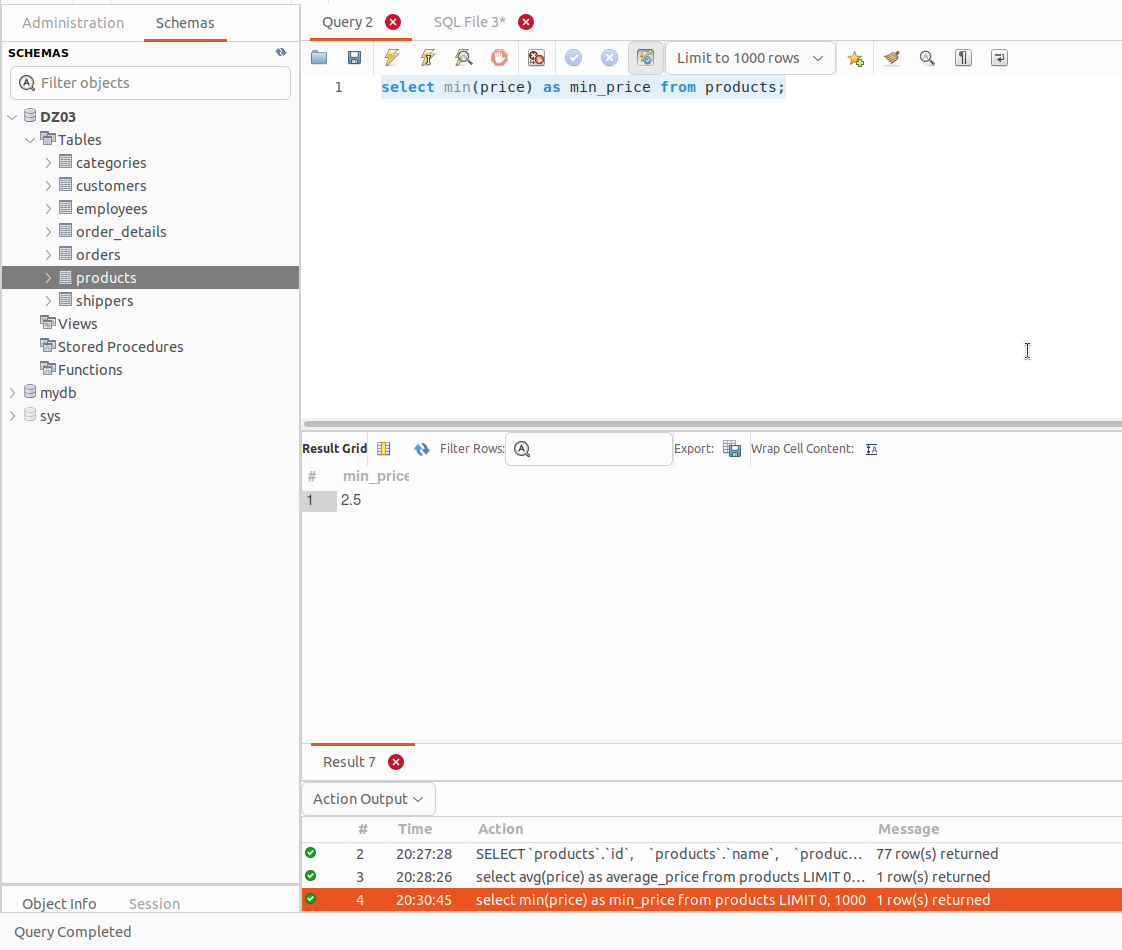 Administration Schemas
SCHEMAS
Filter objects
DZ03
Tables
categories
customers
employees
order_details
orders
products
shippers
Views
Stored Procedures
Functions
mydb
sys
Object Info Session
Query 2 SQL File 3*
Limit to 1000 rows
1 select min(price) as min_price from products;
Result Grid Filter Rows: Export: Wrap Cell Content:
# min_price
1 2.5
Result 7
Action Output
# Time Action Message
2 20:27:28 SELECT `products`.`id`, `products`.`name`, `produc... 77 row(s) returned
3 20:28:26 select avg(price) as average_price from products LIMIT 0... 1 row(s) returned
4 20:30:45 select min(price) as min_price from products LIMIT 0, 1000 1 row(s) returned
Query Completed